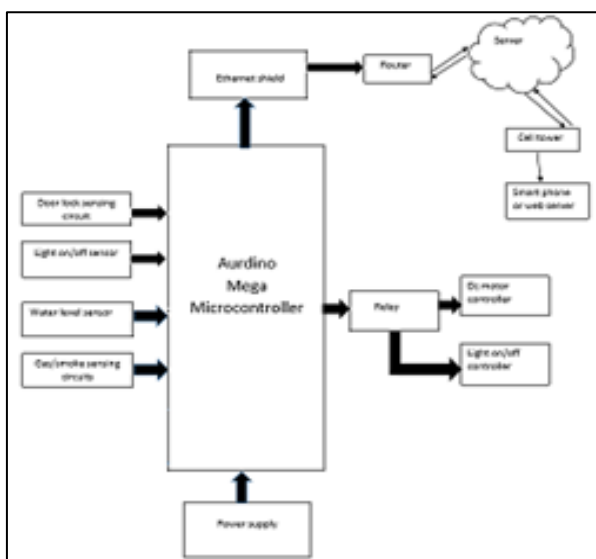 Server
Ethernet shield
Router
Cell tower
Smart phone
or web server
Door lock sensing
circuit
Light on/off sensor
Water level sensor
Gas/smoke sensing
circuits
Aurdino
Mega
Microcontroller
Relay
Dc motor
controller
Light on/off
controller
Power supply